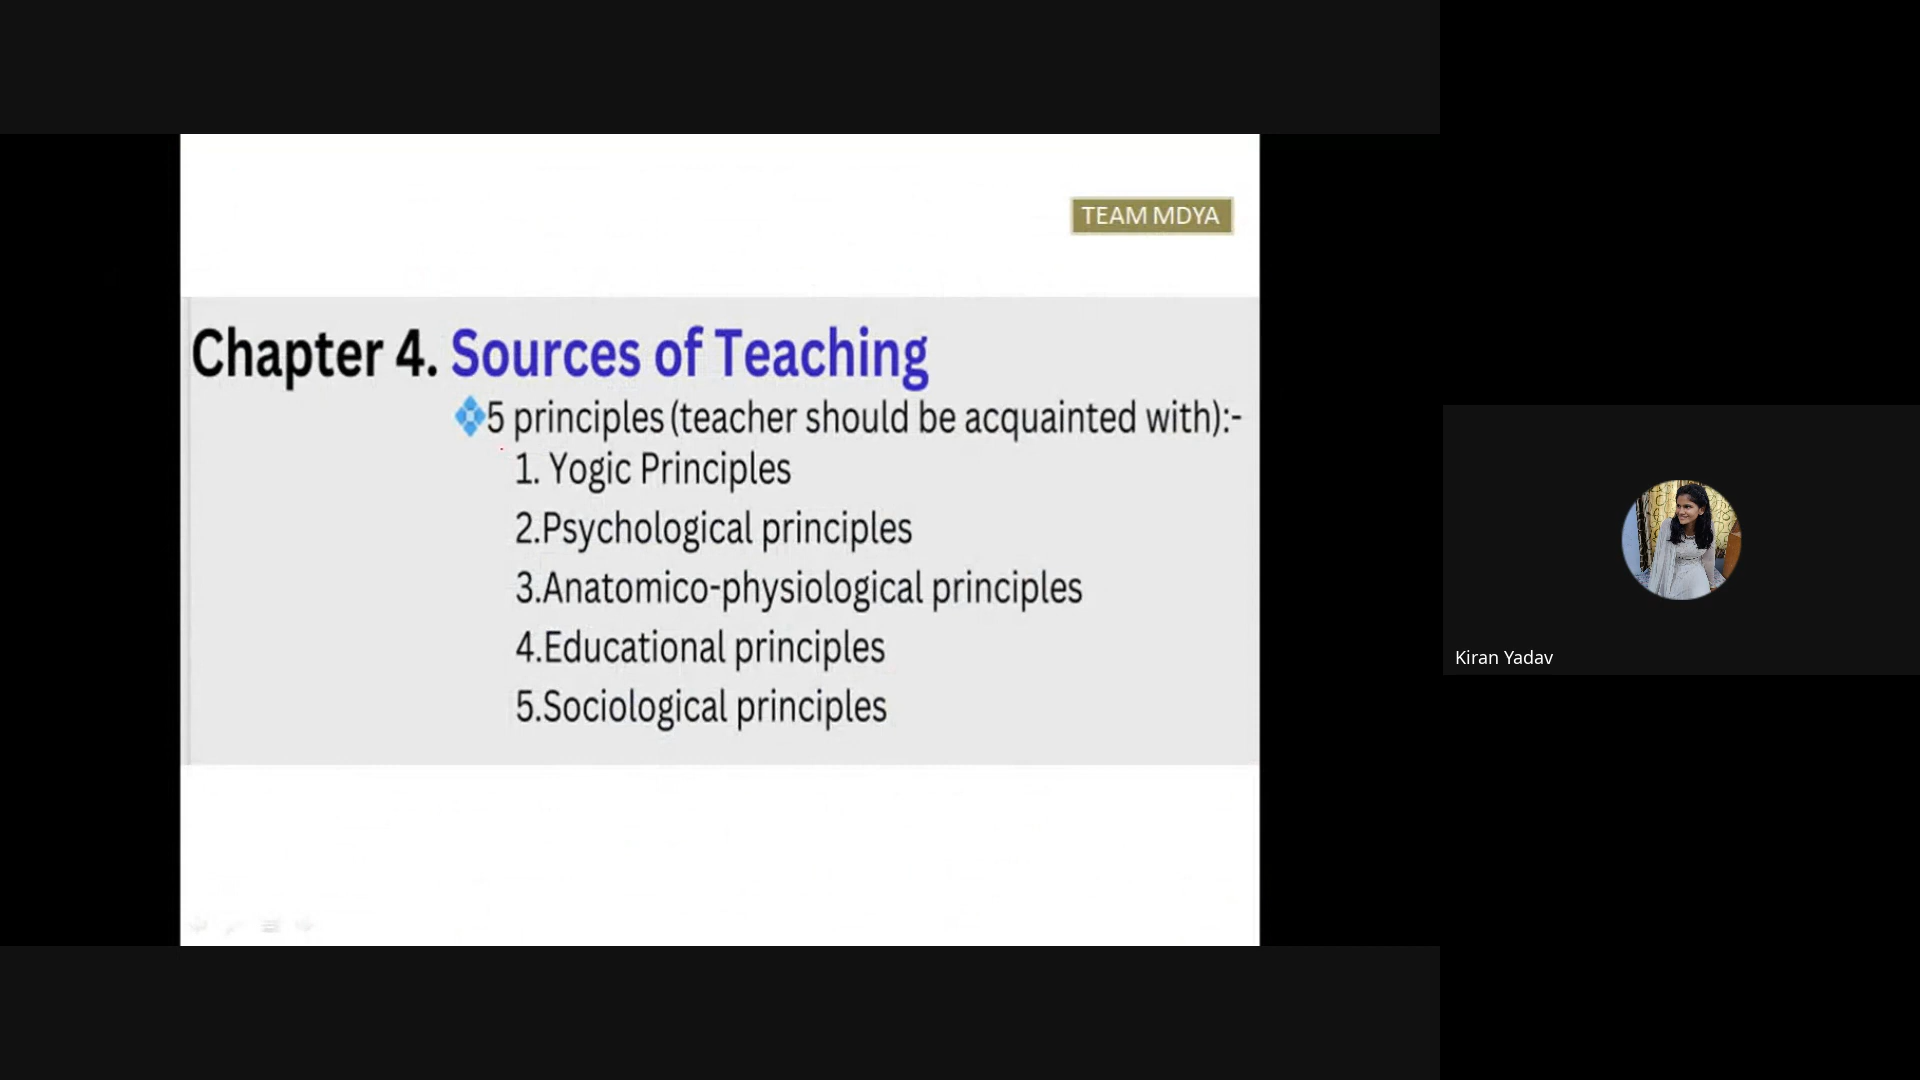 TEAM MDYA
Chapter 4. Sources of Teaching
5 principles (teacher should be acquainted with):-
1. Yogic Principles
2.Psychological principles
3.Anatomico-physiological principles
4.Educational principles
5.Sociological principles
Kiran Yadav